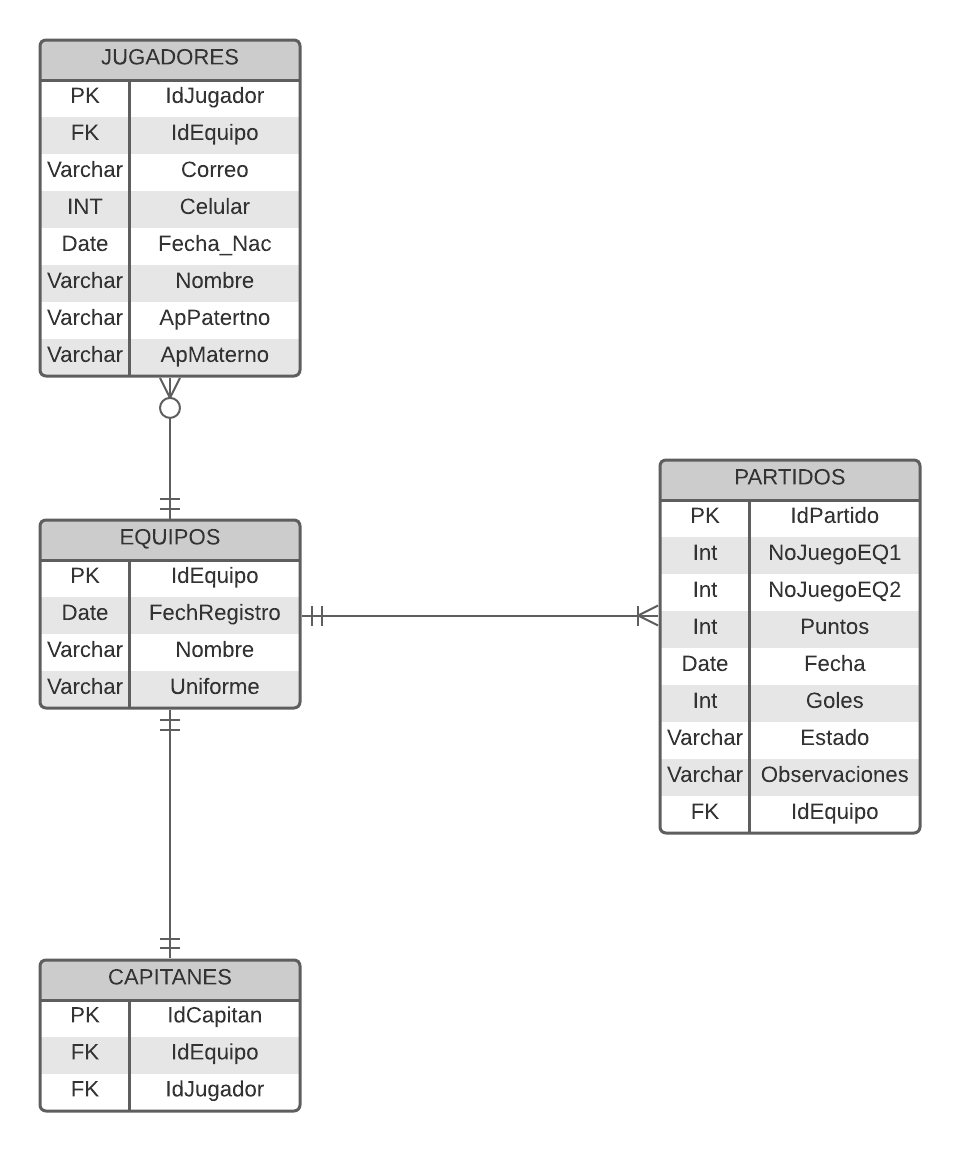 JUGADORES
PK IdJugador
FK IdEquipo
Varchar Correo
INT Celular
Date Fecha_Nac
Varchar Nombre
Varchar ApPatertno
Varchar ApMaterno
EQUIPOS
PK IdEquipo
Date FechRegistro
Varchar Nombre
Varchar Uniforme
PARTIDOS
PK IdPartido
Int NoJuegoEQ1
Int NoJuegoEQ2
Int Puntos
Date Fecha
Int Goles
Varchar Estado
Varchar Observaciones
FK IdEquipo
CAPITANES
PK IdCapitan
FK IdEquipo
FK IdJugador